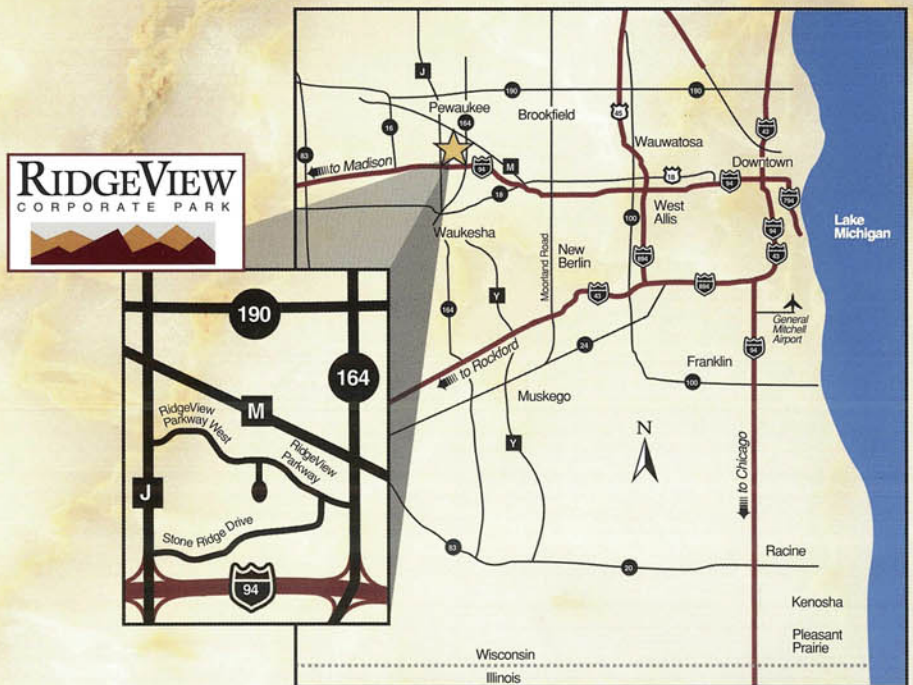 RIDGEVIEW
CORPORATE PARK
J
190
190
Pewaukee
164
Brookfield
45
16
Wauwatosa
43
83
to Madison
94
M
Downtown
18
94
18
794
West
Allis
100
94
Lake
Michigan
Waukesha
Moorland Road
New
Berlin
894
43
Y
43
894
164
General
Mitchell
Airport
to Rockford
24
94
Franklin
100
Muskego
Y
N
to Chicago
83
20
Racine
Kenosha
Pleasant
Prairie
Wisconsin
Illinois
190
164
M
RidgeView
Parkway West
RidgeView
Parkway
J
Stone Ridge Drive
94